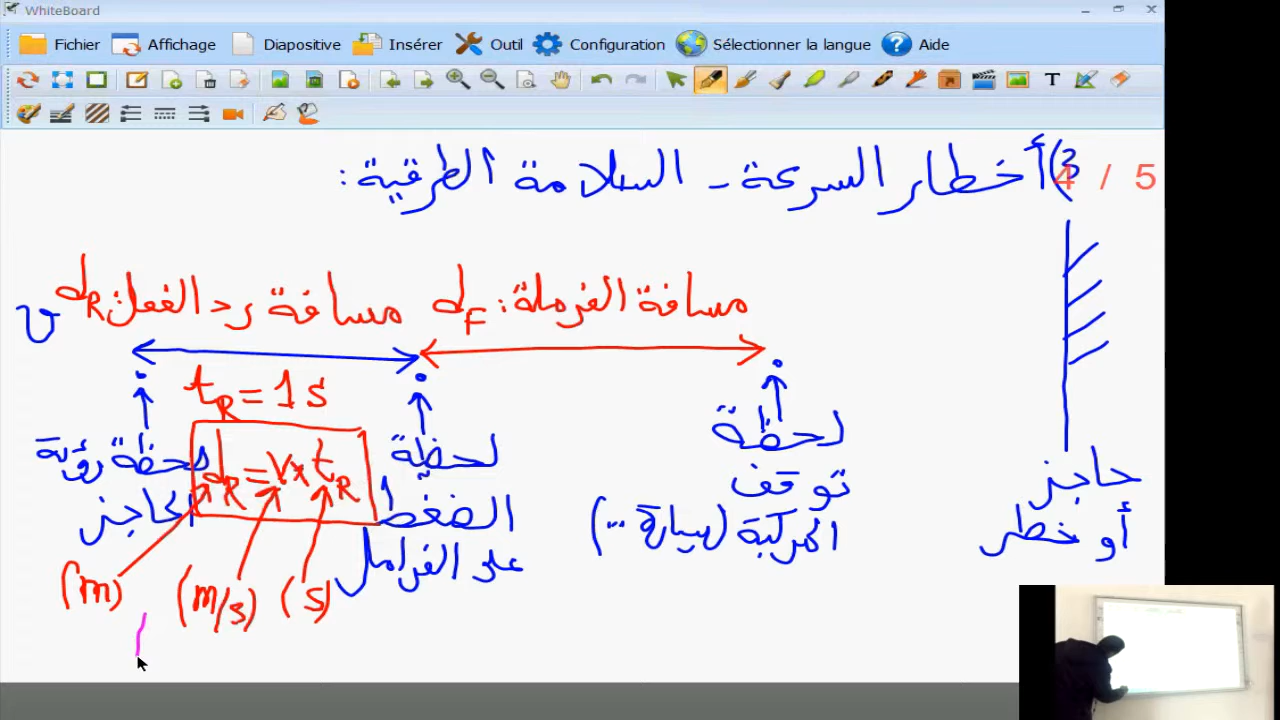 WhiteBoard
Fichier Affichage Diapositive Insérer Outil Configuration Sélectionner la langue Aide
3) أخطار السرعة - السلامة الطرقية :
4 / 5
مسافة رد الفعل: dR
مسافة الفرملة: dF
v
tR = 1 s
لحظة رؤية
الحاجز
dR = V × tR
(m) (m/s) (s)
لحظة
الضغط
على الفرامل
لحظة
توقف
المركبة (سيارة ...)
حاجز
أو خطر